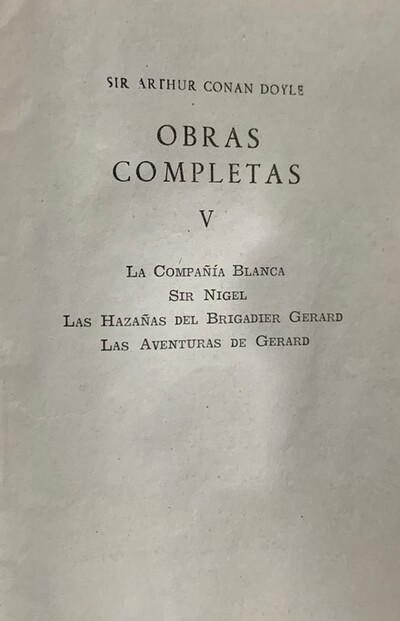 SIR ARTHUR CONAN DOYLE
OBRAS
COMPLETAS
V
LA COMPAÑÍA BLANCA
SIR NIGEL
LAS HAZAÑAS DEL BRIGADIER GERARD
LAS AVENTURAS DE GERARD